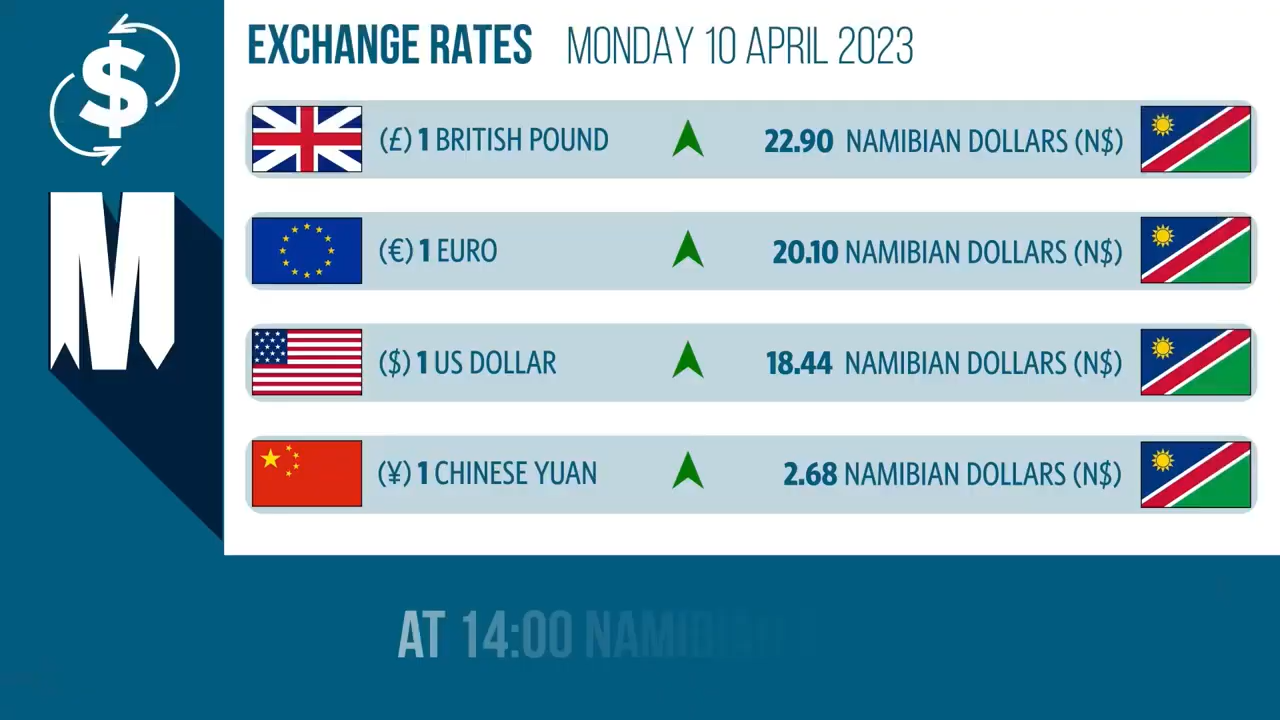 $
EXCHANGE RATES MONDAY 10 APRIL 2023
(£) 1 BRITISH POUND 22.90 NAMIBIAN DOLLARS (N$)
(€) 1 EURO 20.10 NAMIBIAN DOLLARS (N$)
($) 1 US DOLLAR 18.44 NAMIBIAN DOLLARS (N$)
(¥) 1 CHINESE YUAN 2.68 NAMIBIAN DOLLARS (N$)
M
AT 14:00